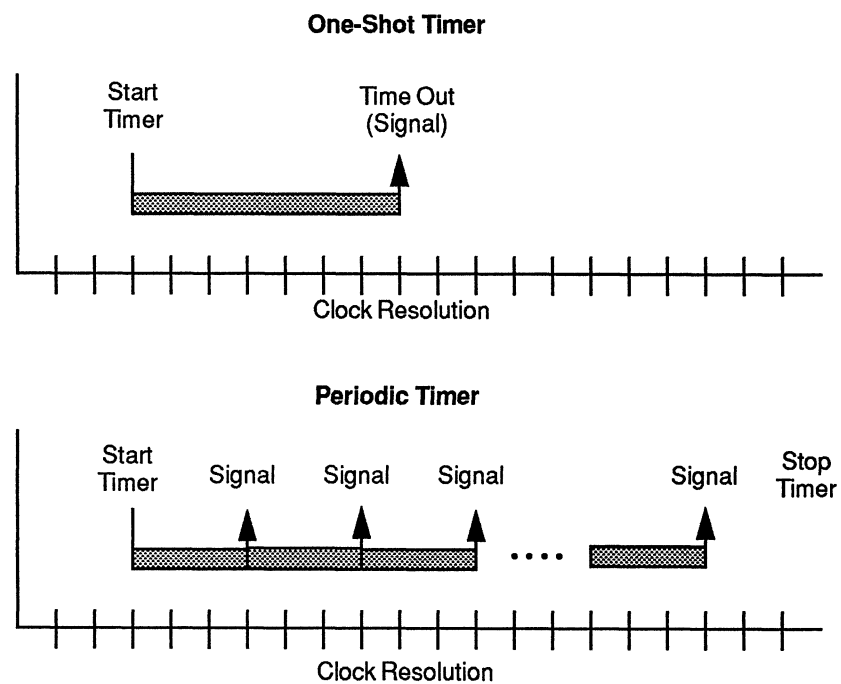 One-Shot Timer
Start
Timer
Time Out
(Signal)
Clock Resolution
Periodic Timer
Start
Timer
Signal
Signal
Signal
Signal
Stop
Timer
Clock Resolution